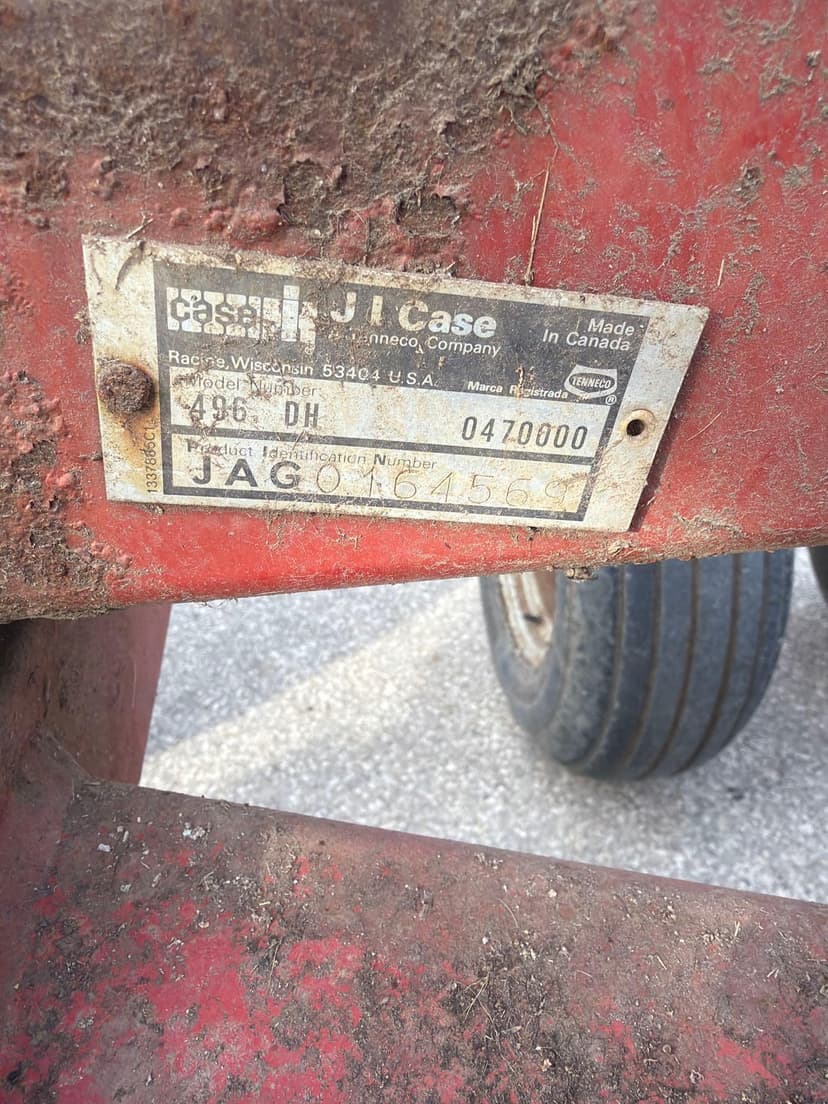 case ih J I Case
A Tenneco Company
Made
In Canada
Racine, Wisconsin 53404 U.S.A.
Marca Registrada
TENNECO
®
Model Number
496 DH 0470000
Product Identification Number
JAG0164569